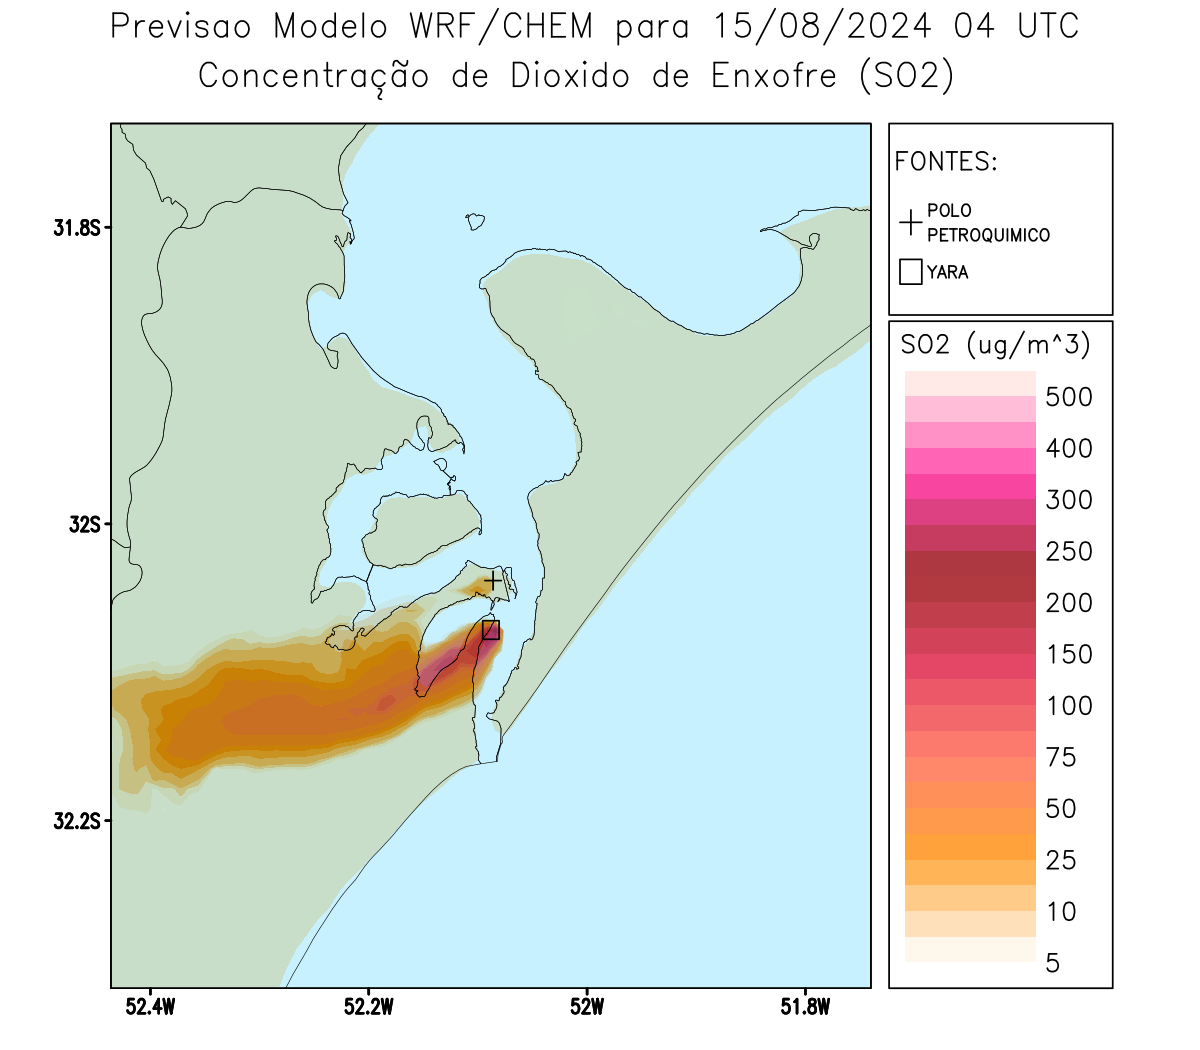 Previsao Modelo WRF/CHEM para 15/08/2024 04 UTC
Concentração de Dioxido de Enxofre (SO2)
FONTES:
POLO
PETROQUIMICO
YARA
31.8S
32S
32.2S
52.4W
52.2W
52W
51.8W
SO2 (ug/m^3)
500
400
300
250
200
150
100
75
50
25
10
5